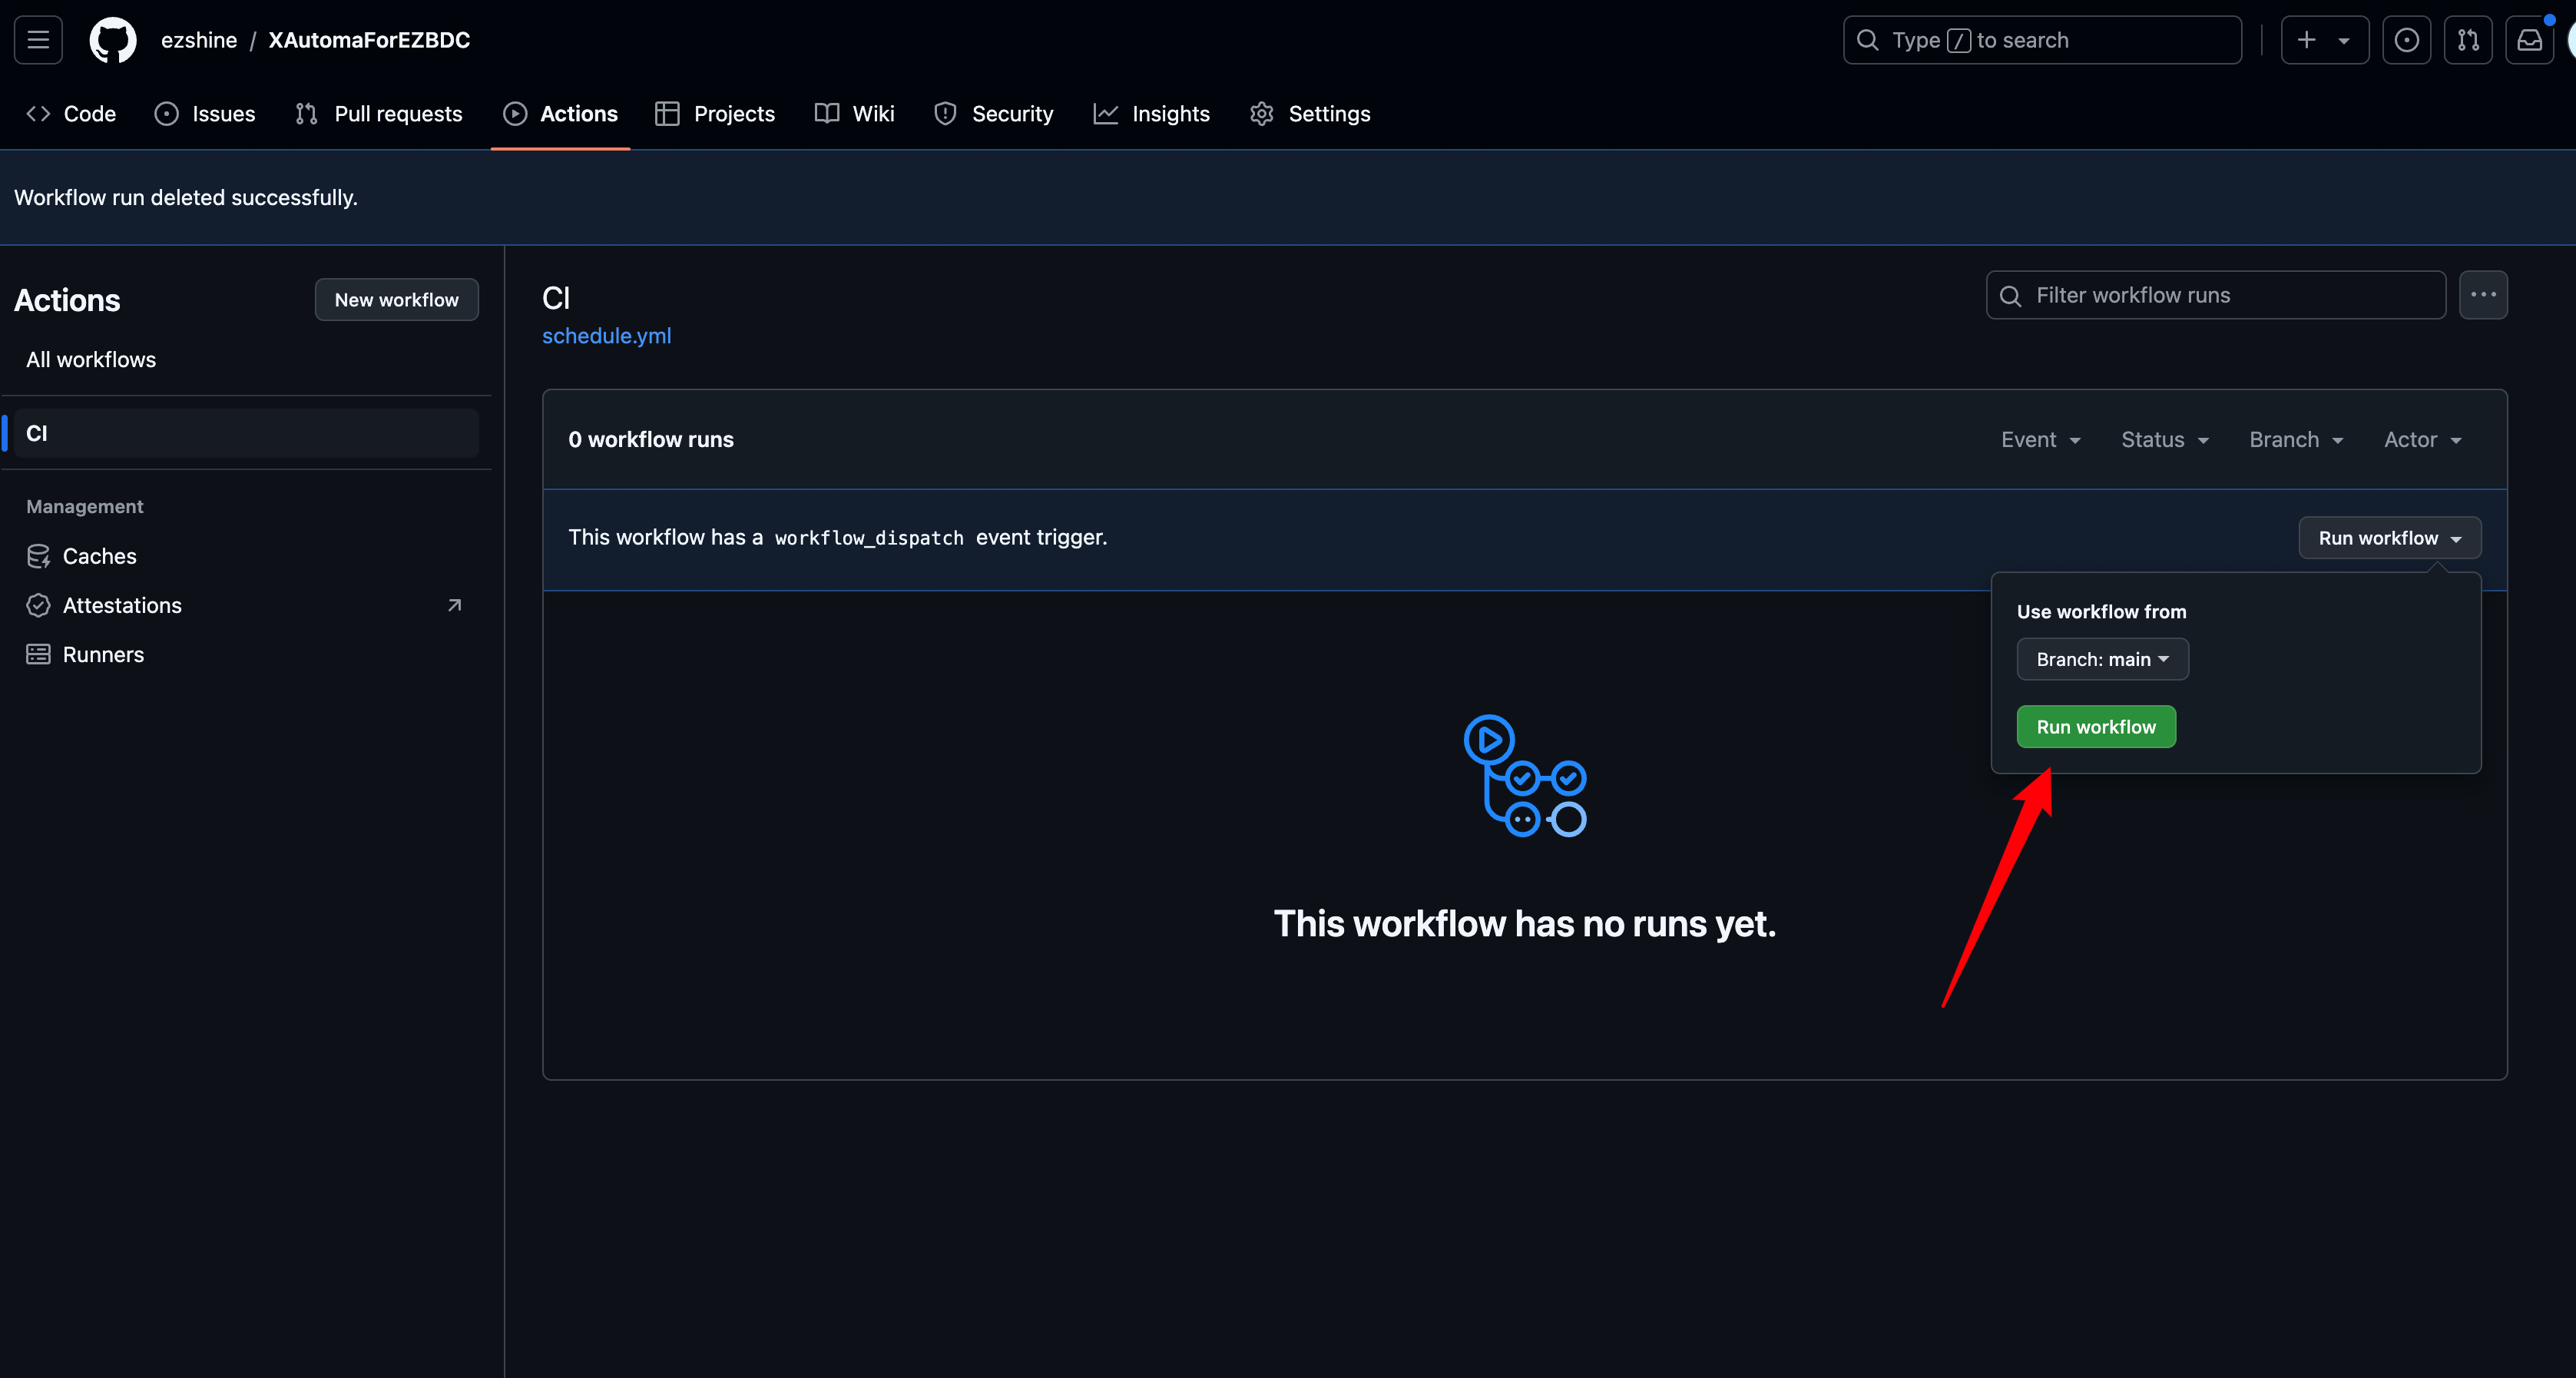 ezshine / XAutomaForEZBDC
Type / to search
Code Issues Pull requests Actions Projects Wiki Security Insights Settings
Workflow run deleted successfully.
Actions
New workflow
All workflows
CI
Management
Caches
Attestations
Runners
CI
schedule.yml
Filter workflow runs
0 workflow runs
Event Status Branch Actor
This workflow has a workflow_dispatch event trigger.
Run workflow
Use workflow from
Branch: main
Run workflow
This workflow has no runs yet.